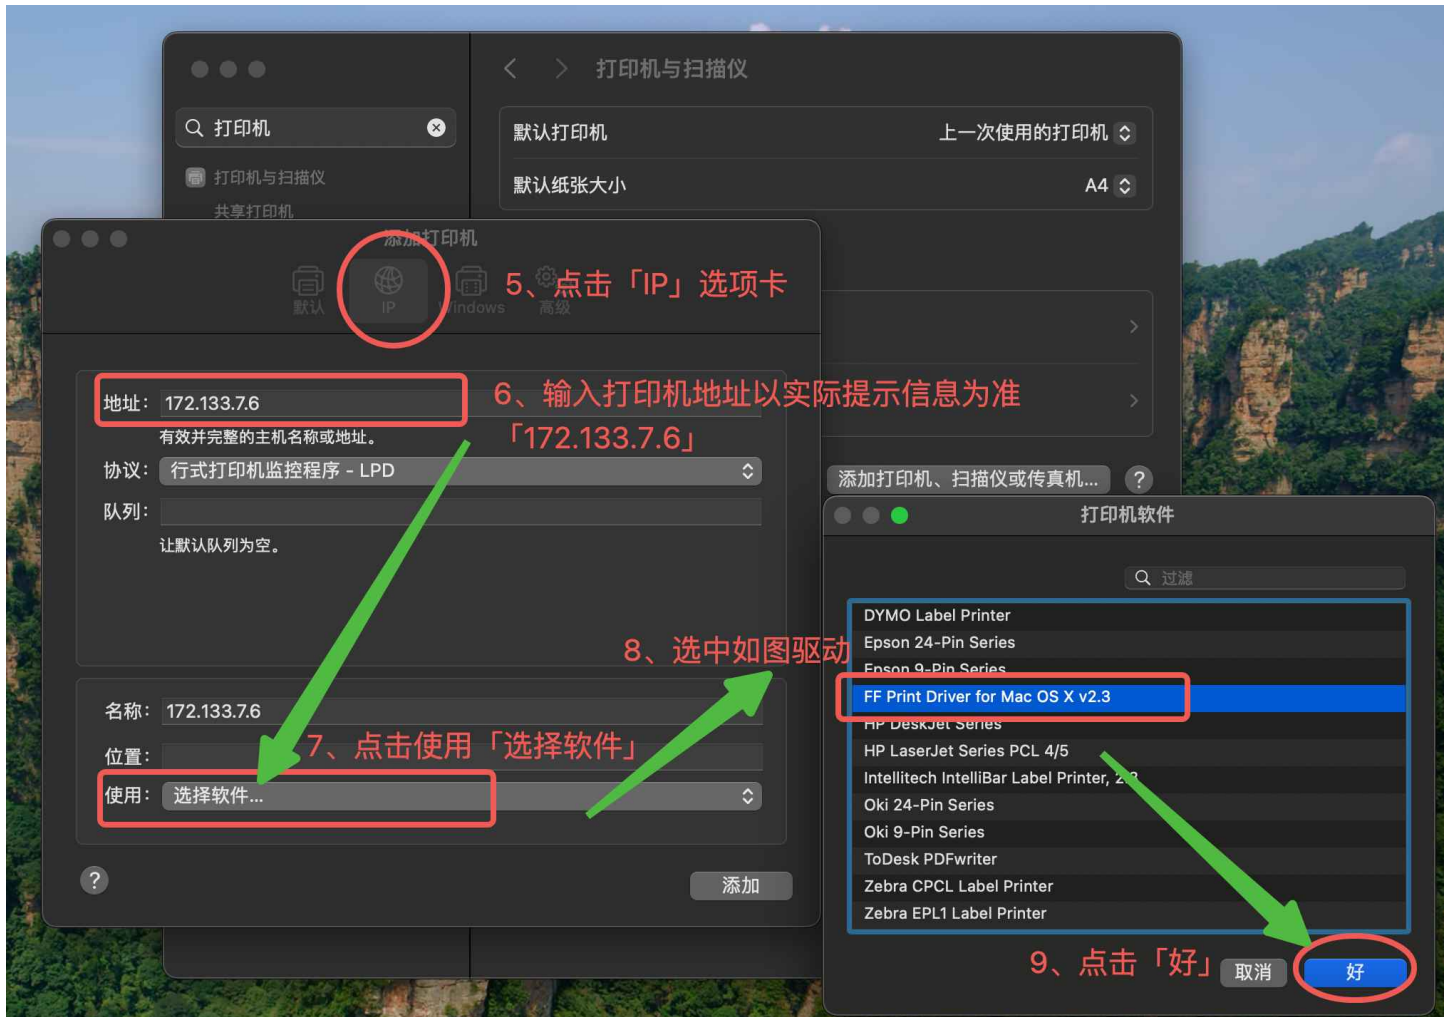 打印机与扫描仪
打印机
默认打印机
上一次使用的打印机
打印机与扫描仪
默认纸张大小
A4
共享打印机
添加打印机
默认
IP
Windows
高级
5、点击「IP」选项卡
地址：
172.133.7.6
6、输入打印机地址以实际提示信息为准
「172.133.7.6」
有效并完整的主机名称或地址。
协议：
行式打印机监控程序 - LPD
添加打印机、扫描仪或传真机...
?
队列：
让默认队列为空。
打印机软件
过滤
DYMO Label Printer
Epson 24-Pin Series
8、选中如图驱动
Epson 9-Pin Series
FF Print Driver for Mac OS X v2.3
HP DeskJet Series
HP LaserJet Series PCL 4/5
Intellitech IntelliBar Label Printer, 2.3
Oki 24-Pin Series
Oki 9-Pin Series
ToDesk PDFwriter
Zebra CPCL Label Printer
Zebra EPL1 Label Printer
名称：
172.133.7.6
7、点击使用「选择软件」
位置：
使用：
选择软件...
?
添加
9、点击「好」
取消
好